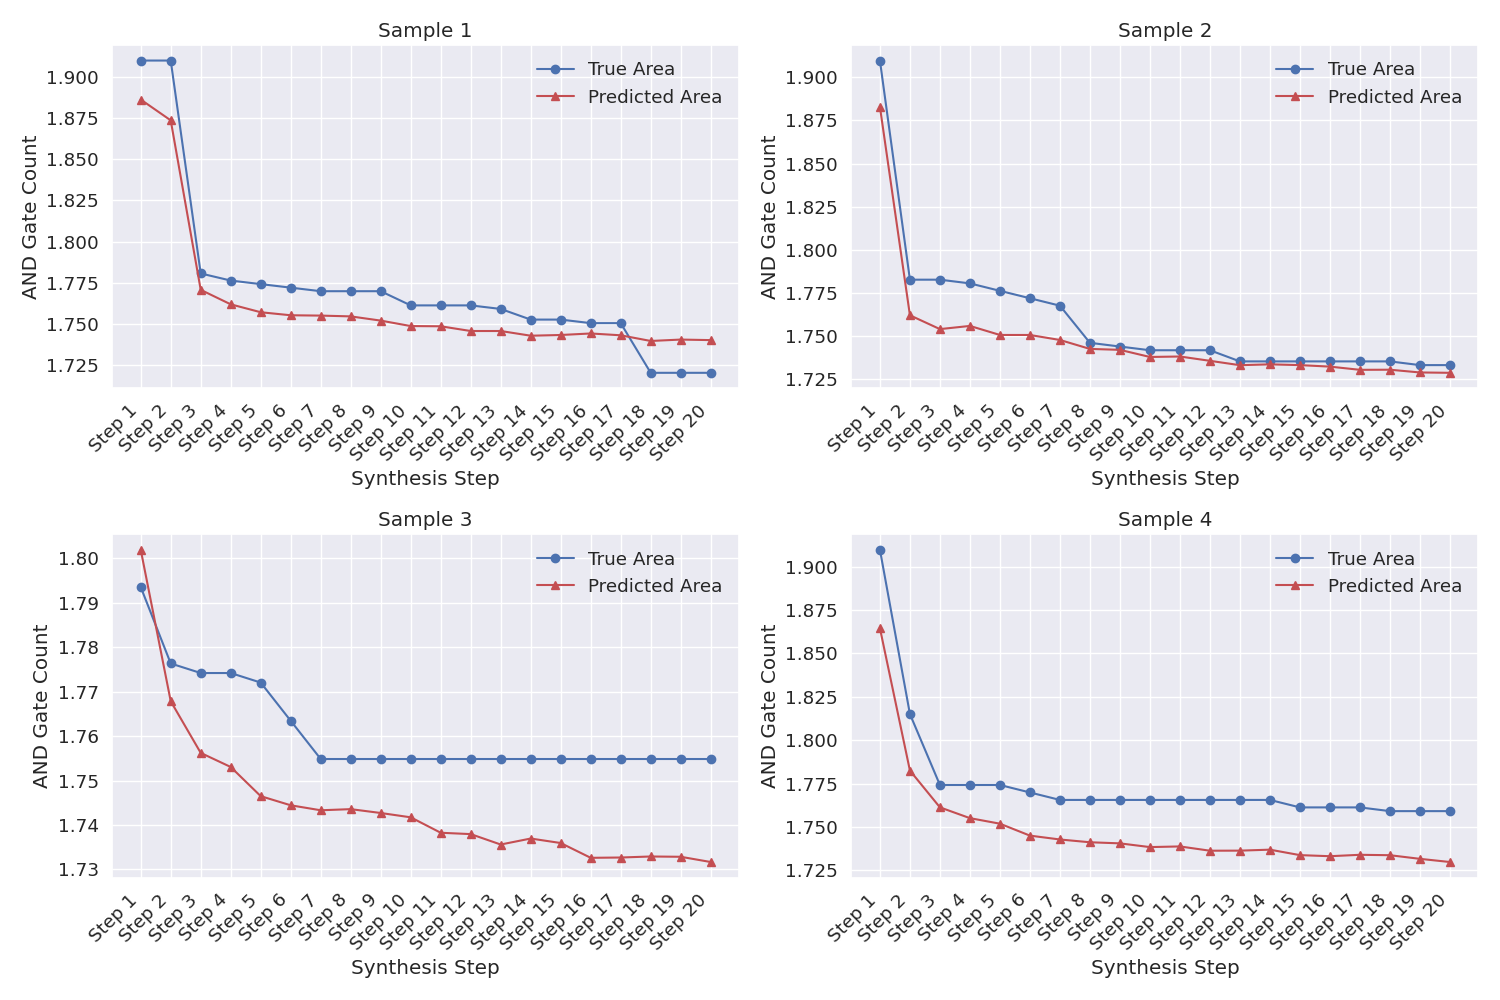 Sample 1
AND Gate Count
1.900
1.875
1.850
1.825
1.800
1.775
1.750
1.725
True Area
Predicted Area
Step 1
Step 2
Step 3
Step 4
Step 5
Step 6
Step 7
Step 8
Step 9
Step 10
Step 11
Step 12
Step 13
Step 14
Step 15
Step 16
Step 17
Step 18
Step 19
Step 20
Synthesis Step
Sample 2
AND Gate Count
1.900
1.875
1.850
1.825
1.800
1.775
1.750
1.725
True Area
Predicted Area
Step 1
Step 2
Step 3
Step 4
Step 5
Step 6
Step 7
Step 8
Step 9
Step 10
Step 11
Step 12
Step 13
Step 14
Step 15
Step 16
Step 17
Step 18
Step 19
Step 20
Synthesis Step
Sample 3
AND Gate Count
1.80
1.79
1.78
1.77
1.76
1.75
1.74
1.73
True Area
Predicted Area
Step 1
Step 2
Step 3
Step 4
Step 5
Step 6
Step 7
Step 8
Step 9
Step 10
Step 11
Step 12
Step 13
Step 14
Step 15
Step 16
Step 17
Step 18
Step 19
Step 20
Synthesis Step
Sample 4
AND Gate Count
1.900
1.875
1.850
1.825
1.800
1.775
1.750
1.725
True Area
Predicted Area
Step 1
Step 2
Step 3
Step 4
Step 5
Step 6
Step 7
Step 8
Step 9
Step 10
Step 11
Step 12
Step 13
Step 14
Step 15
Step 16
Step 17
Step 18
Step 19
Step 20
Synthesis Step